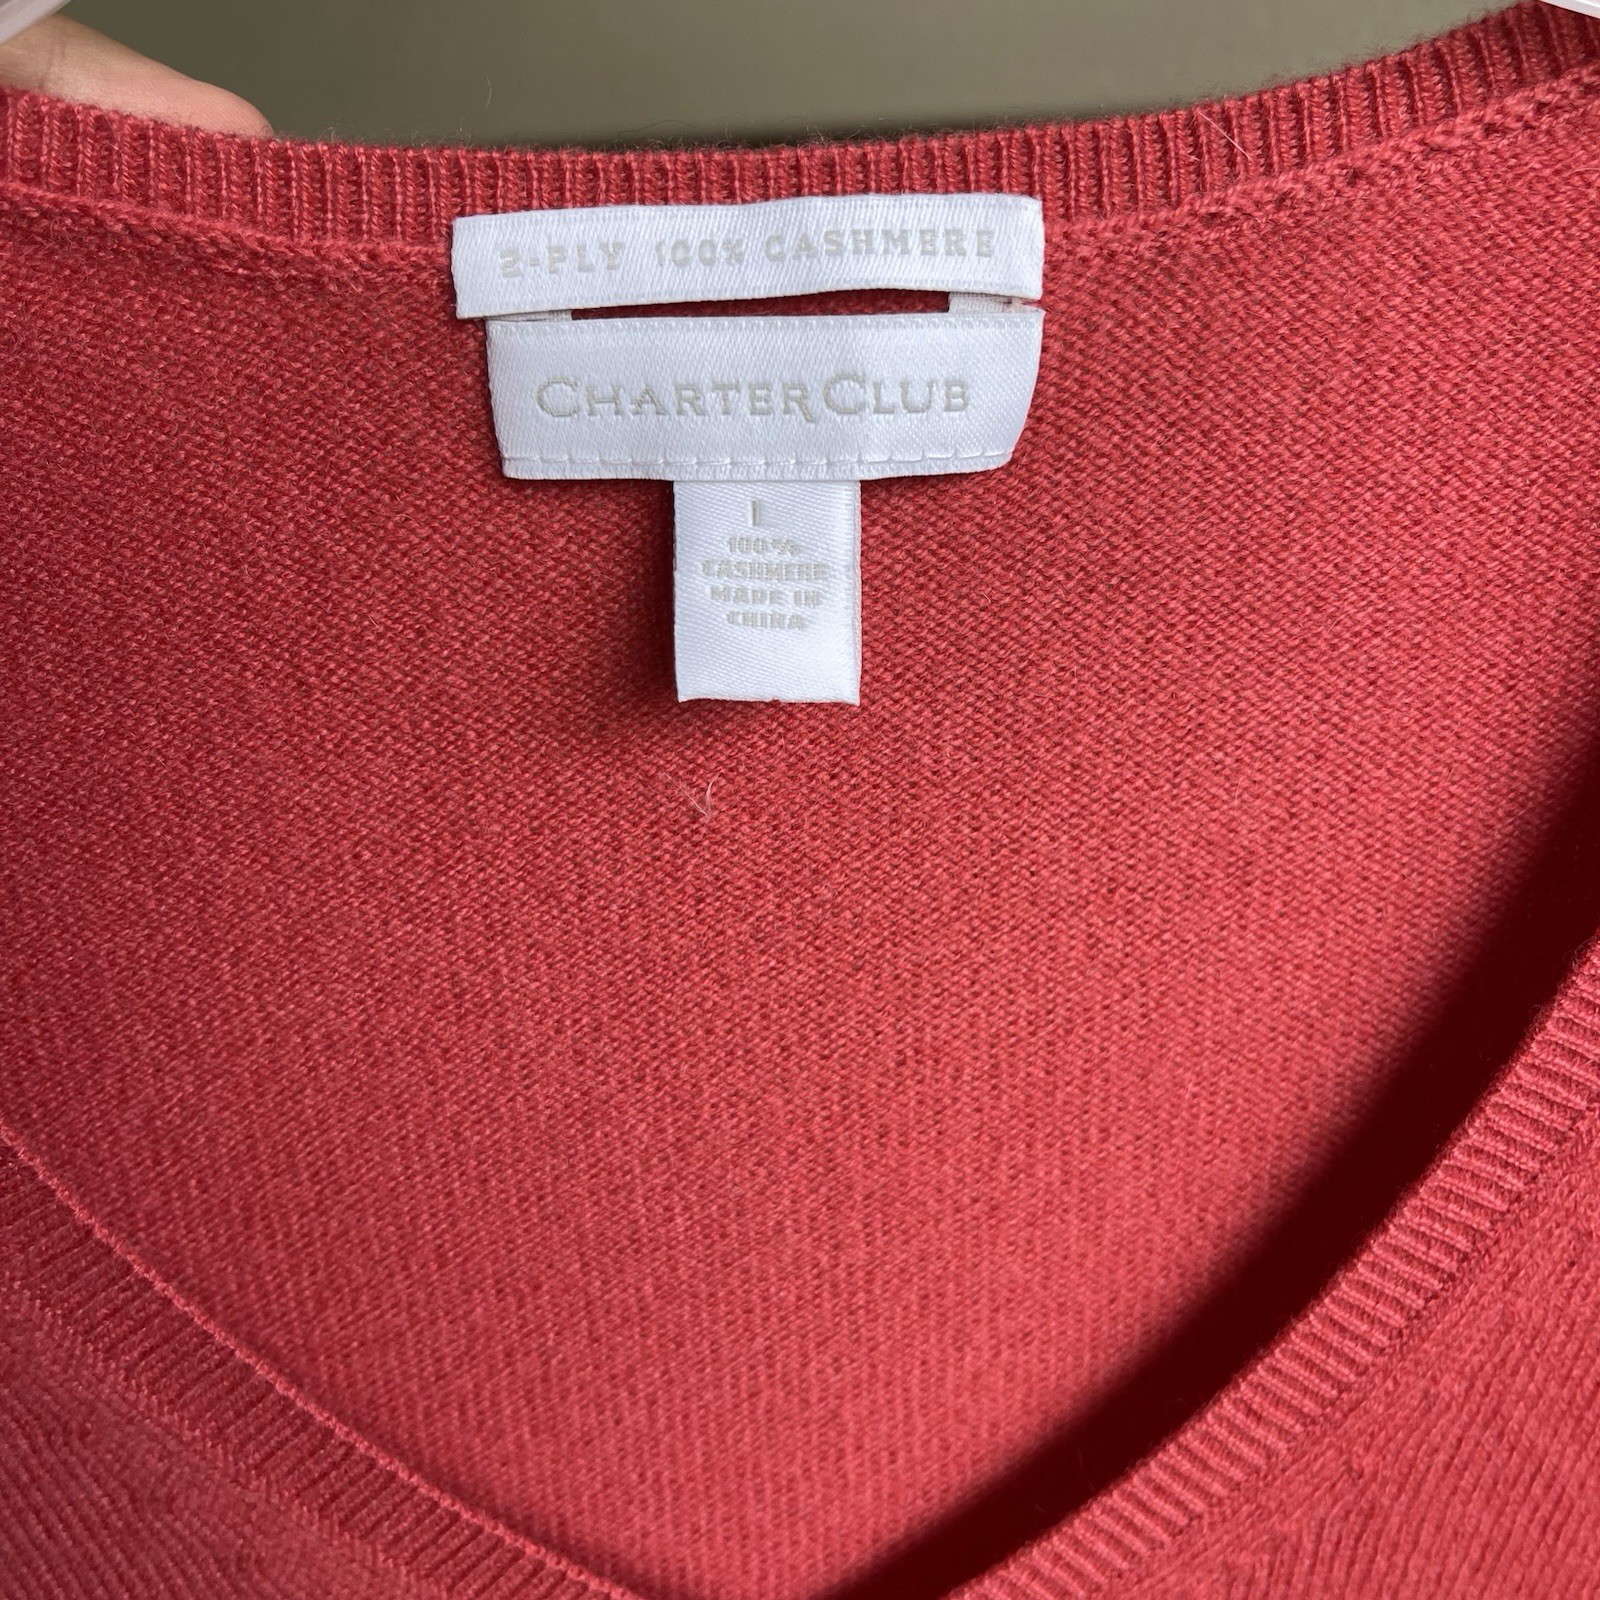 2-PLY 100% CASHMERE
CHARTER CLUB
L
100%
CASHMERE
MADE IN
CHINA